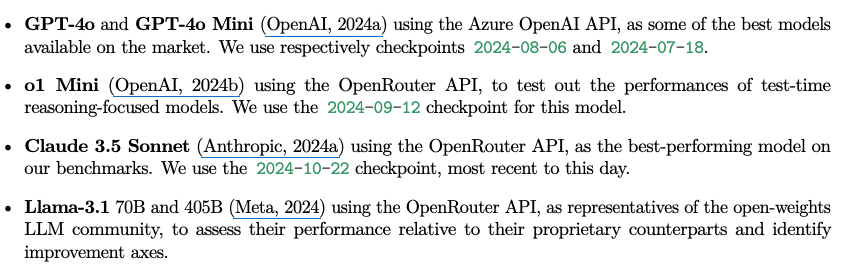 • GPT-4o and GPT-4o Mini (OpenAI, 2024a) using the Azure OpenAI API, as some of the best models
available on the market. We use respectively checkpoints 2024-08-06 and 2024-07-18.
• o1 Mini (OpenAI, 2024b) using the OpenRouter API, to test out the performances of test-time
reasoning-focused models. We use the 2024-09-12 checkpoint for this model.
• Claude 3.5 Sonnet (Anthropic, 2024a) using the OpenRouter API, as the best-performing model on
our benchmarks. We use the 2024-10-22 checkpoint, most recent to this day.
• Llama-3.1 70B and 405B (Meta, 2024) using the OpenRouter API, as representatives of the open-weights
LLM community, to assess their performance relative to their proprietary counterparts and identify
improvement axes.